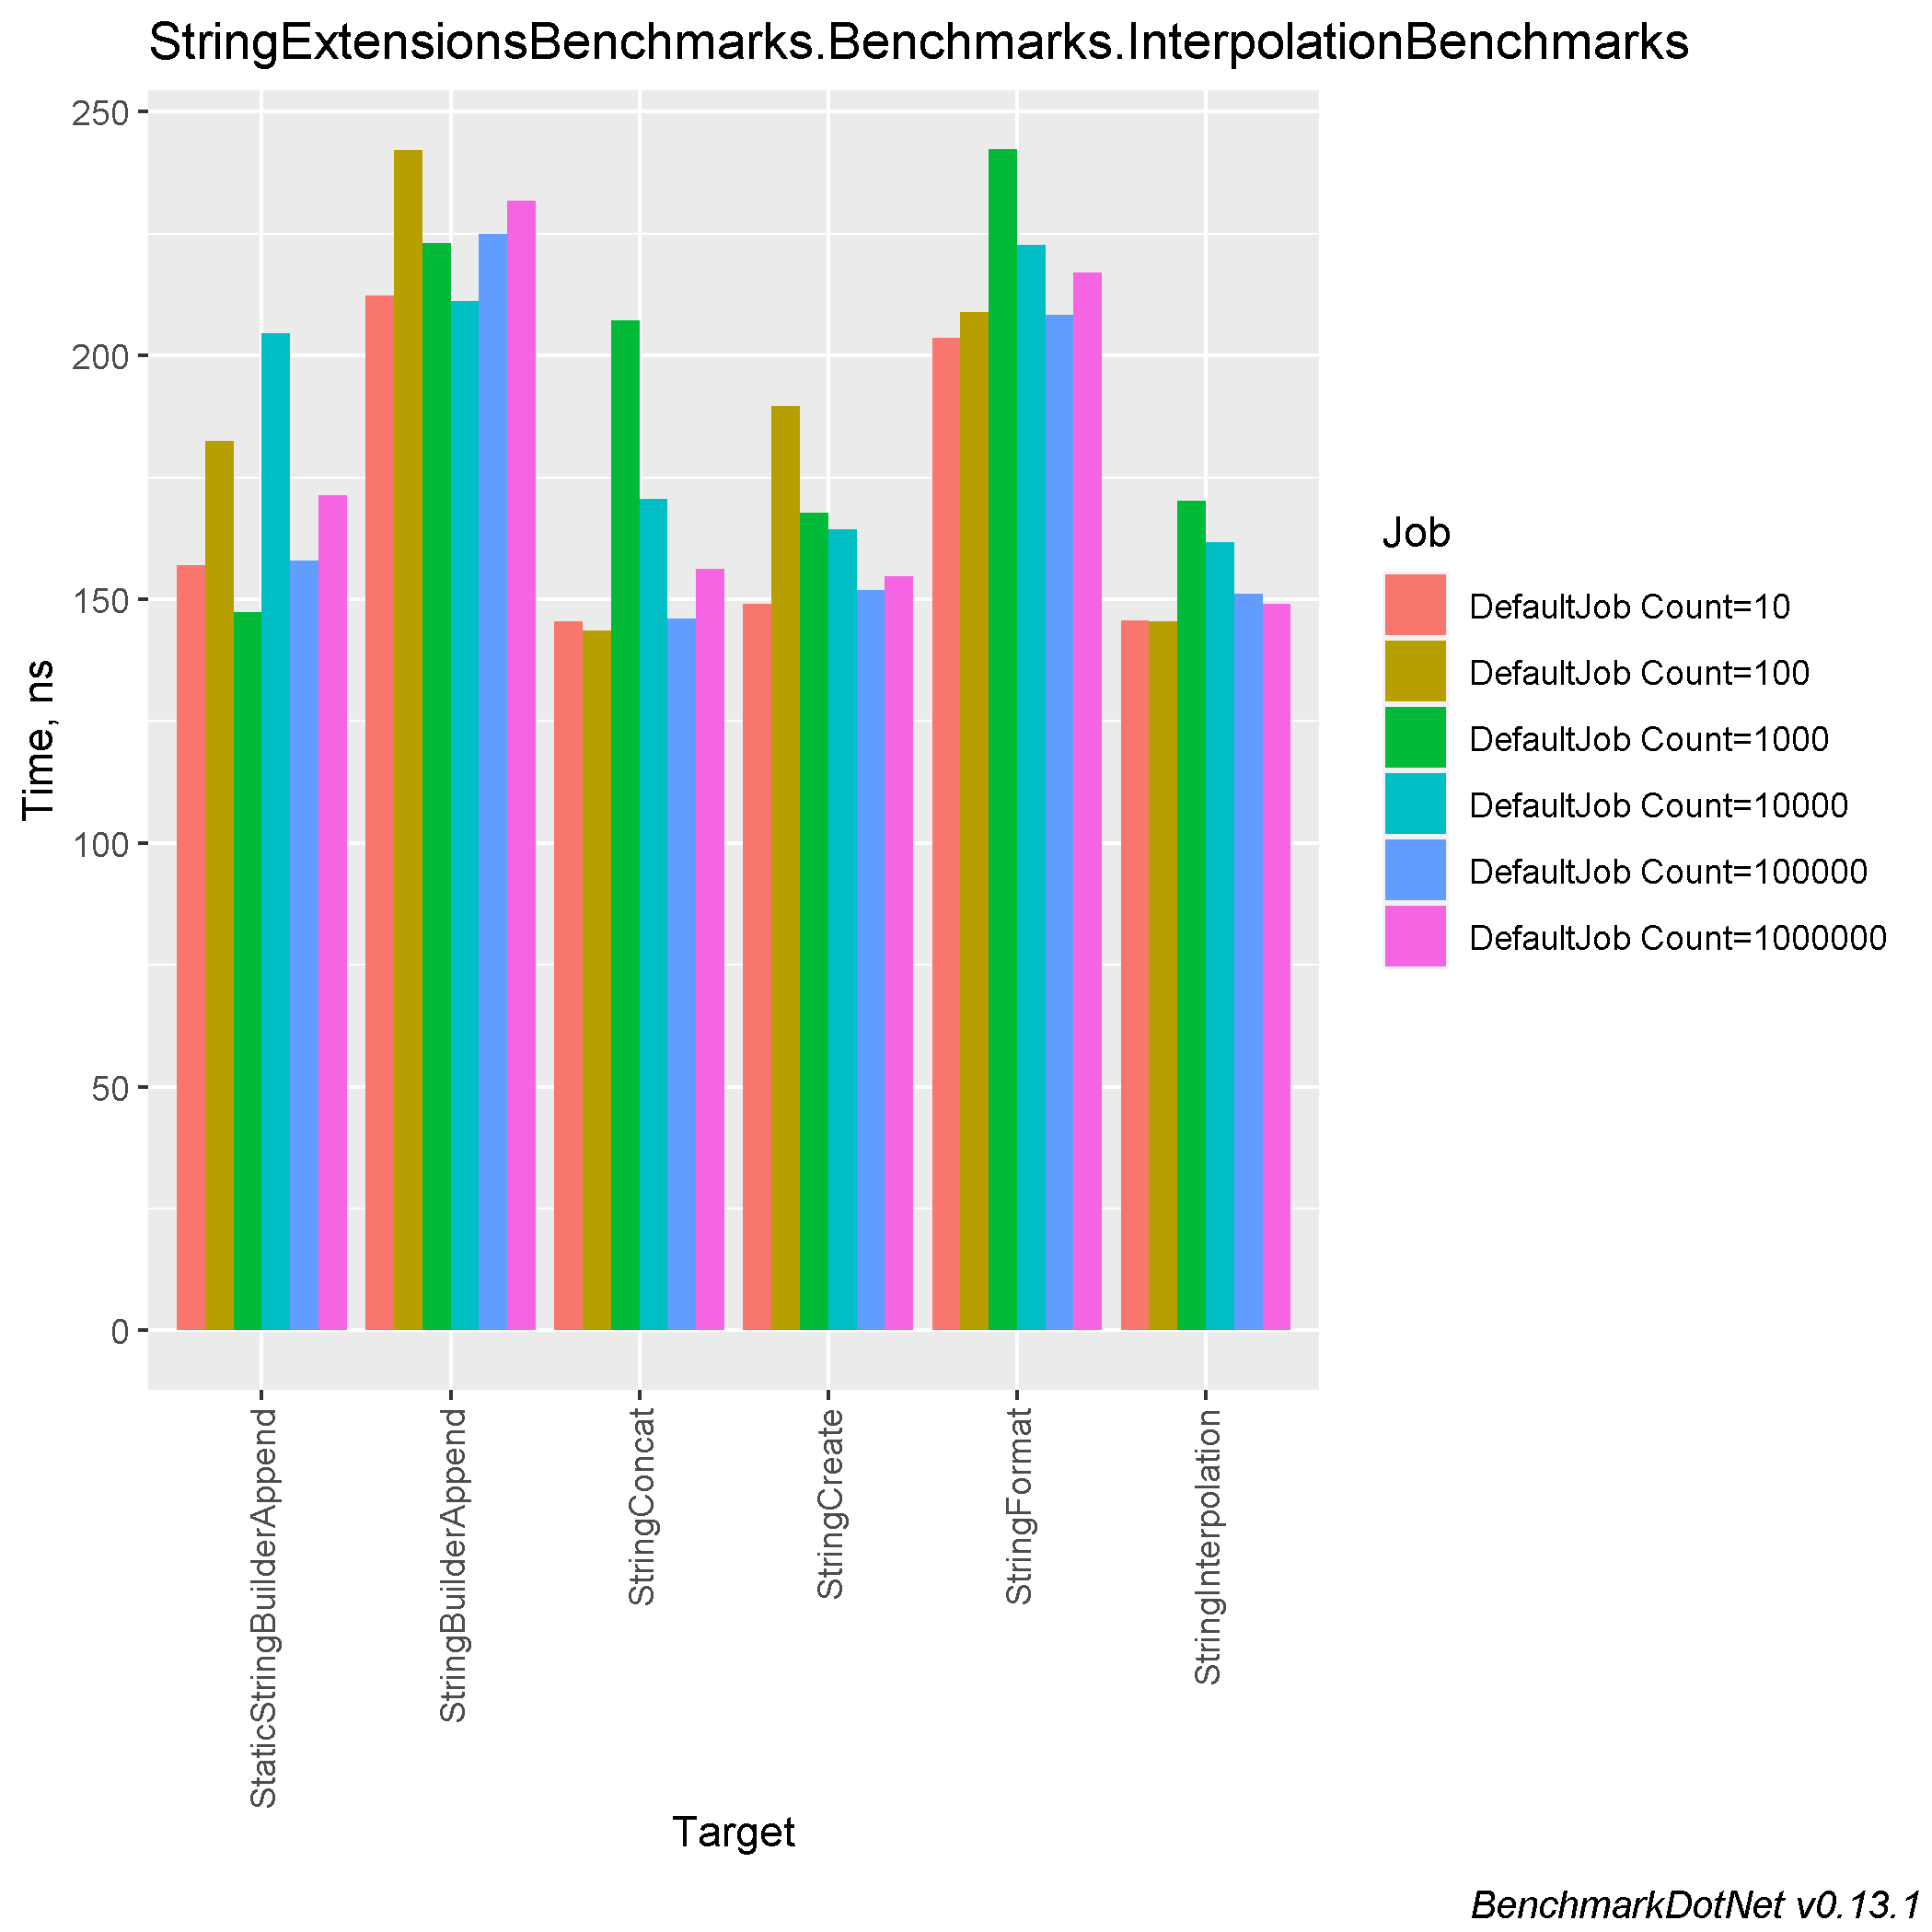 StringExtensionsBenchmarks.Benchmarks.InterpolationBenchmarks
250
200
150
100
50
0
Time, ns
StaticStringBuilderAppend
StringBuilderAppend
StringConcat
StringCreate
StringFormat
StringInterpolation
Target
Job
DefaultJob Count=10
DefaultJob Count=100
DefaultJob Count=1000
DefaultJob Count=10000
DefaultJob Count=100000
DefaultJob Count=1000000
BenchmarkDotNet v0.13.1